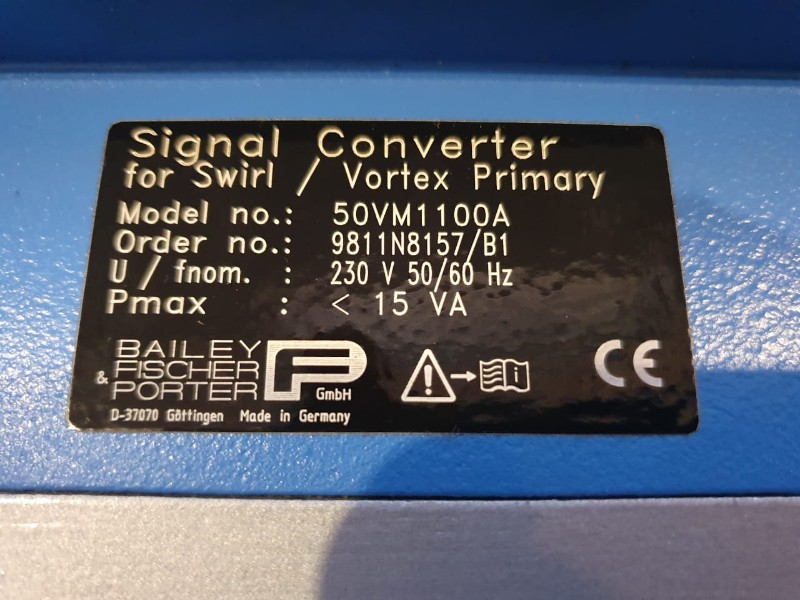 Signal Converter
for Swirl / Vortex Primary
Model no.: 50VM1100A
Order no.: 9811N8157/B1
U / fnom. : 230 V 50/60 Hz
Pmax : < 15 VA
BAILEY
FISCHER
& PORTER
GmbH
D-37070 Göttingen Made in Germany
CE